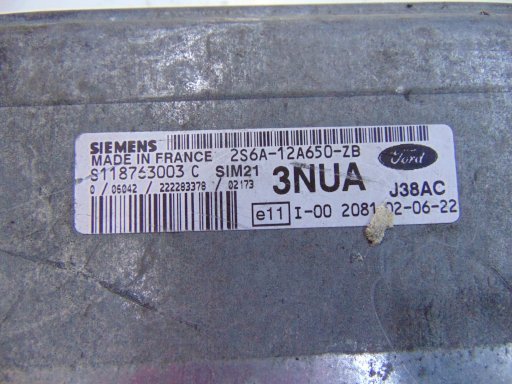 SIEMENS
MADE IN FRANCE 2S6A-12A650-ZB
S118763003 C SIM21
0 / 06042 / 222283378 / 02173
3NUA J38AC
e11 I-00 2081 02-06-22
Ford